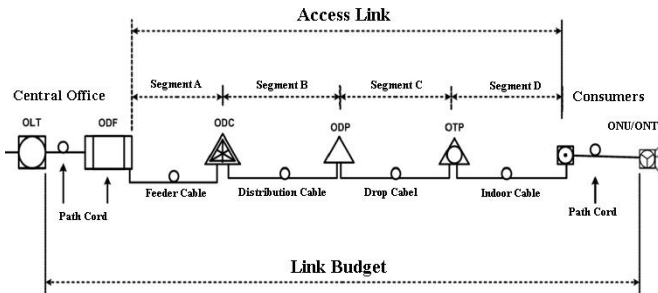 Access Link
Segment A Segment B Segment C Segment D
Central Office Consumers
OLT ODF ODC ODP OTP ONU/ONT
Feeder Cable Distribution Cable Drop Cabel Indoor Cable
Path Cord Path Cord
Link Budget